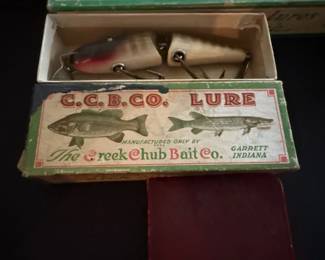 C.C.B.CO. LURE
MANUFACTURED ONLY BY
The Creek Chub Bait Co.
GARRETT
INDIANA